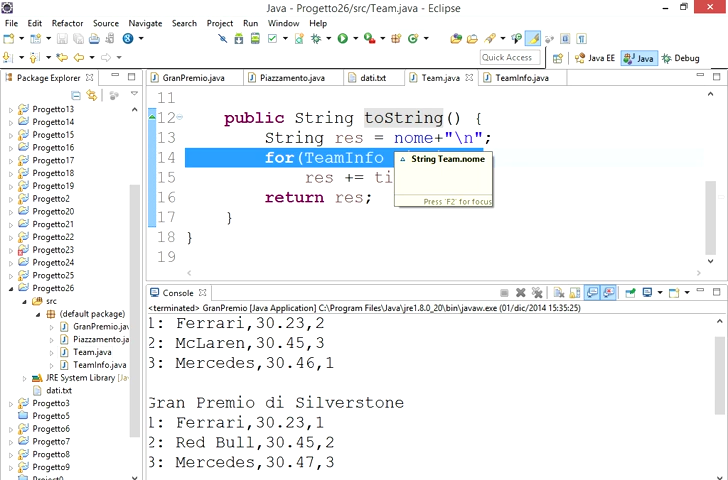 Java - Progetto26/src/Team.java - Eclipse
File Edit Source Refactor Navigate Search Project Run Window Help
Quick Access
Java EE
Java
Debug
Package Explorer
GranPremio.java
Piazzamento.java
dati.txt
Team.java
TeamInfo.java
Progetto13
Progetto14
Progetto15
Progetto16
Progetto17
Progetto18
Progetto19
Progetto2
Progetto20
Progetto21
Progetto22
Progetto23
Progetto24
Progetto25
Progetto26
src
(default package)
GranPremio.jav
Piazzamento.ja
Team.java
TeamInfo.java
JRE System Library [Jav
dati.txt
Progetto3
Progetto5
Progetto6
Progetto7
Progetto8
Progetto9
11
12 public String toString() {
13 String res = nome+"\n";
14 for(TeamInfo
15 res += ti
16 return res;
17 }
18 }
19
String Team.nome
Press 'F2' for focus
Console
<terminated> GranPremio [Java Application] C:\Program Files\Java\jre1.8.0_20\bin\javaw.exe (01/dic/2014 15:35:25)
1: Ferrari,30.23,2
2: McLaren,30.45,3
3: Mercedes,30.46,1
Gran Premio di Silverstone
1: Ferrari,30.23,1
2: Red Bull,30.45,2
3: Mercedes,30.47,3